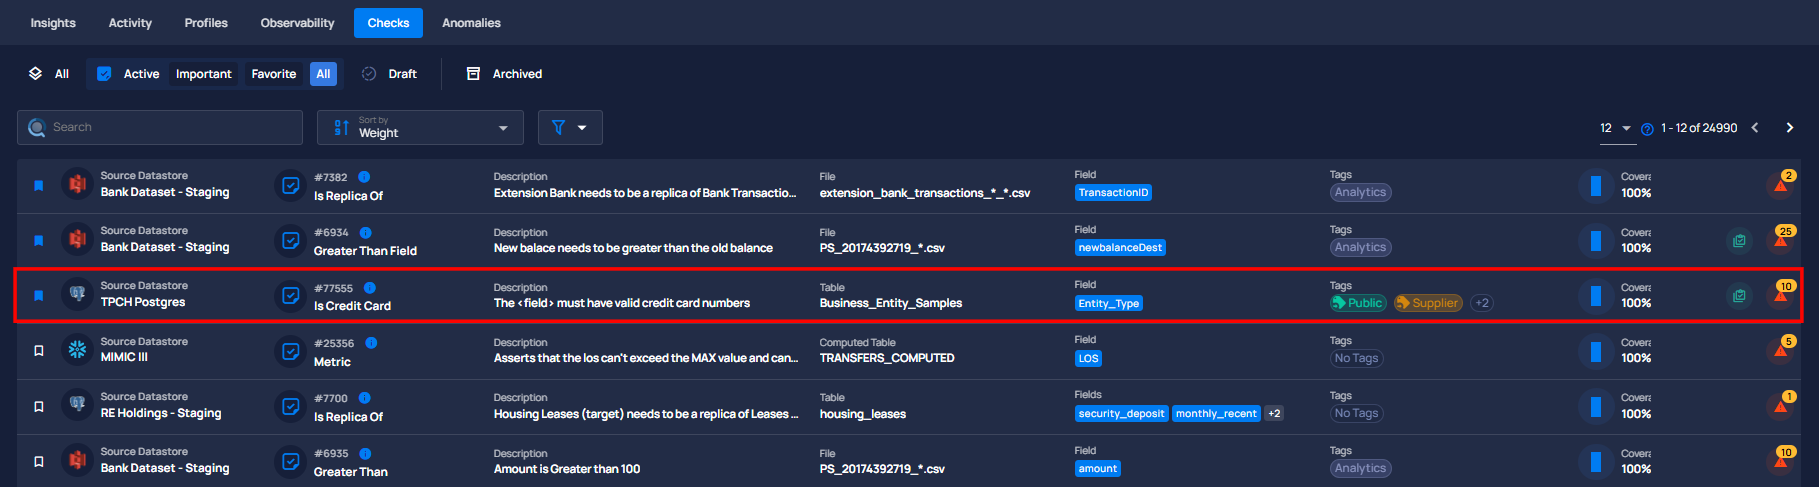 Insights Activity Profiles Observability Checks Anomalies
All Active Important Favorite All Draft Archived
Search Sort by Weight 12 1 - 12 of 24990
Source Datastore #7382 Description File Field Tags Covera 2
Bank Dataset - Staging Is Replica Of Extension Bank needs to be a replica of Bank Transactio... extension_bank_transactions_*_*.csv TransactionID Analytics 100%
Source Datastore #6934 Description File Field Tags Covera 25
Bank Dataset - Staging Greater Than Field New balace needs to be greater than the old balance PS_20174392719_*.csv newbalanceDest Analytics 100%
Source Datastore #77555 Description Table Field Tags Covera 10
TPCH Postgres Is Credit Card The <field> must have valid credit card numbers Business_Entity_Samples Entity_Type Public Supplier +2 100%
Source Datastore #25356 Description Computed Table Field Tags Covera 5
MIMIC III Metric Asserts that the los can't exceed the MAX value and can... TRANSFERS_COMPUTED LOS No Tags 100%
Source Datastore #7700 Description Table Fields Tags Covera 1
RE Holdings - Staging Is Replica Of Housing Leases (target) needs to be a replica of Leases ... housing_leases security_deposit monthly_recent +2 No Tags 100%
Source Datastore #6935 Description File Field Tags Covera 10
Bank Dataset - Staging Greater Than Amount is Greater than 100 PS_20174392719_*.csv amount Analytics 100%